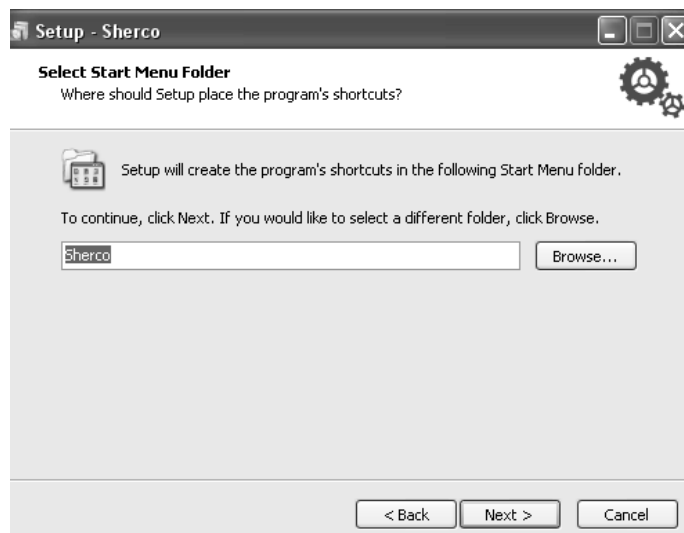 Setup - Sherco
Select Start Menu Folder
Where should Setup place the program's shortcuts?
Setup will create the program's shortcuts in the following Start Menu folder.
To continue, click Next. If you would like to select a different folder, click Browse.
Sherco
Browse...
< Back
Next >
Cancel